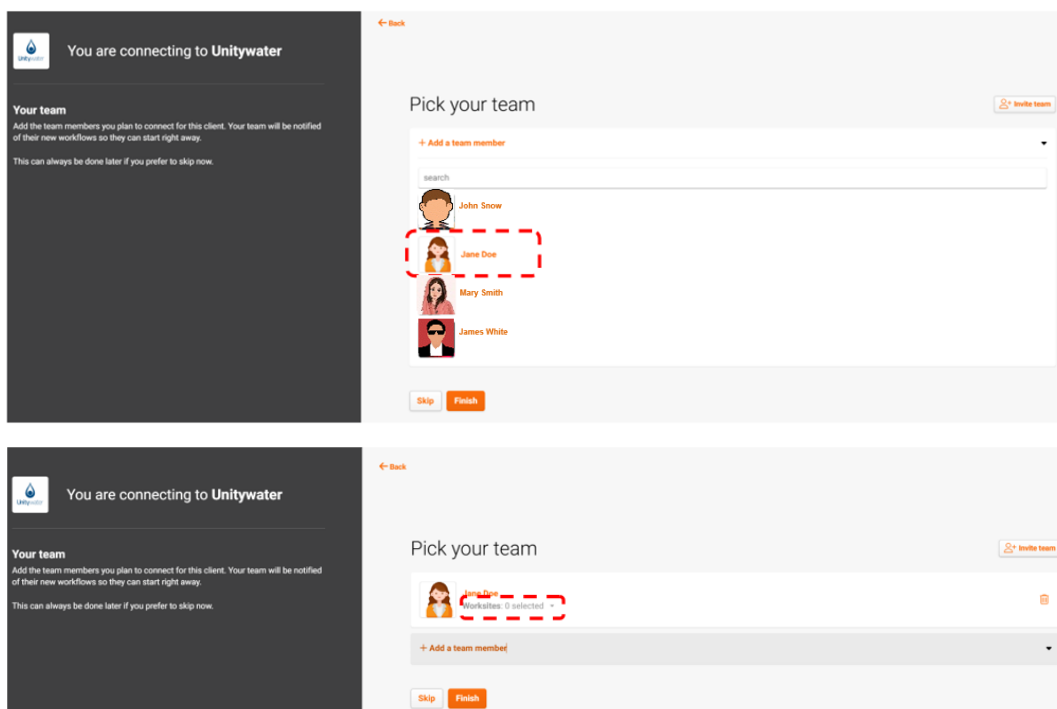 ← Back
Unitywater
You are connecting to Unitywater
Your team
Add the team members you plan to connect for this client. Your team will be notified
of their new workflows so they can start right away.
This can always be done later if you prefer to skip now.
Pick your team
Invite team
+ Add a team member
search
John Snow
Jane Doe
Mary Smith
James White
Skip
Finish
← Back
Unitywater
You are connecting to Unitywater
Your team
Add the team members you plan to connect for this client. Your team will be notified
of their new workflows so they can start right away.
This can always be done later if you prefer to skip now.
Pick your team
Invite team
Jane Doe
Worksites: 0 selected
+ Add a team member
Skip
Finish